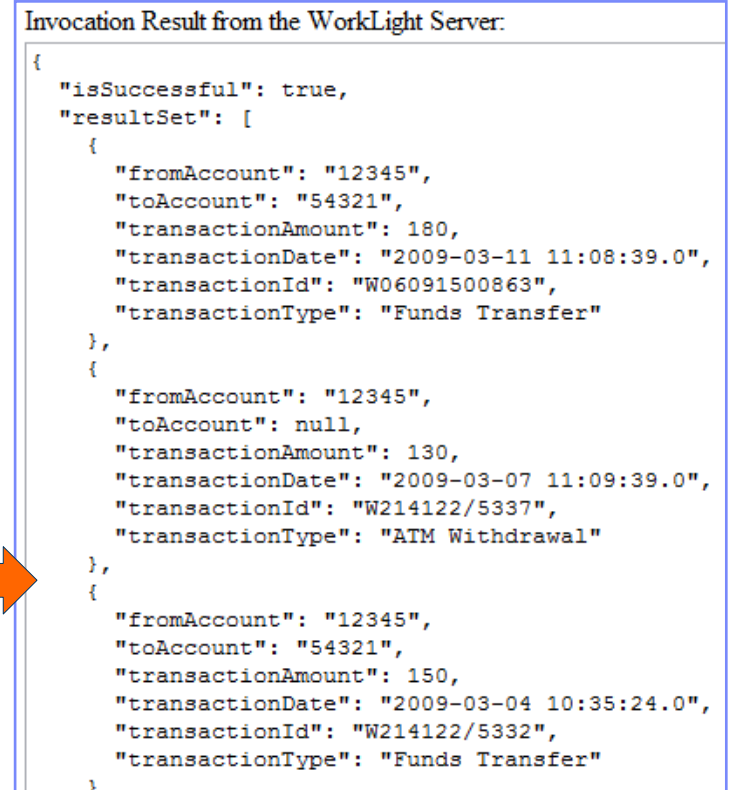 Invocation Result from the WorkLight Server:
{
  "isSuccessful": true,
  "resultSet": [
    {
      "fromAccount": "12345",
      "toAccount": "54321",
      "transactionAmount": 180,
      "transactionDate": "2009-03-11 11:08:39.0",
      "transactionId": "W06091500863",
      "transactionType": "Funds Transfer"
    },
    {
      "fromAccount": "12345",
      "toAccount": null,
      "transactionAmount": 130,
      "transactionDate": "2009-03-07 11:09:39.0",
      "transactionId": "W214122/5337",
      "transactionType": "ATM Withdrawal"
    },
    {
      "fromAccount": "12345",
      "toAccount": "54321",
      "transactionAmount": 150,
      "transactionDate": "2009-03-04 10:35:24.0",
      "transactionId": "W214122/5332",
      "transactionType": "Funds Transfer"
    }